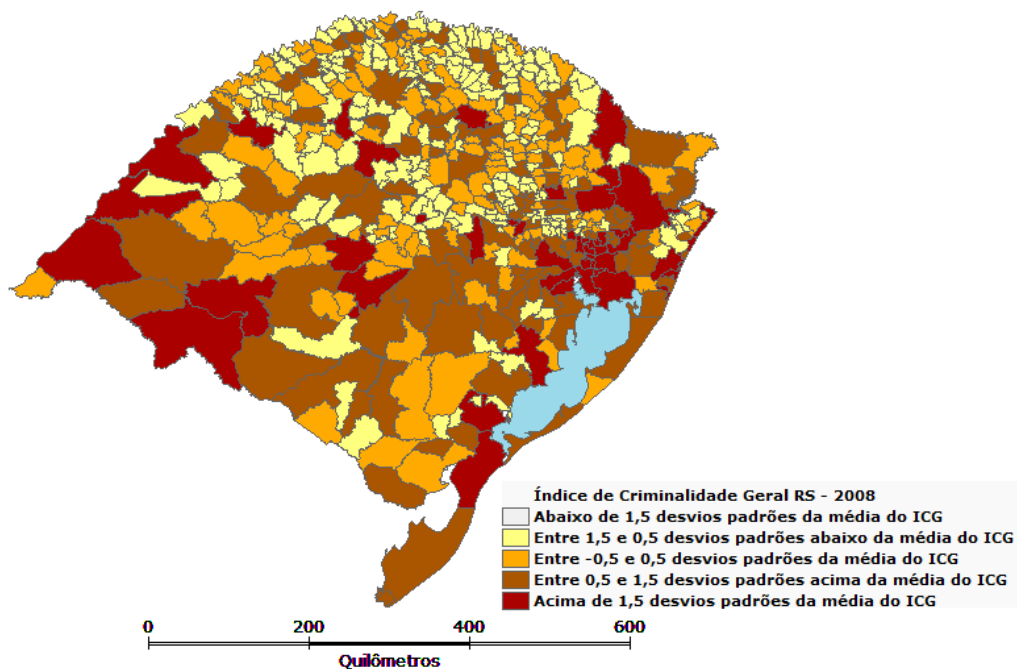 Índice de Criminalidade Geral RS - 2008
Abaixo de 1,5 desvios padrões da média do ICG
Entre 1,5 e 0,5 desvios padrões abaixo da média do ICG
Entre -0,5 e 0,5 desvios padrões da média do ICG
Entre 0,5 e 1,5 desvios padrões acima da média do ICG
Acima de 1,5 desvios padrões da média do ICG
0 200 400 600
Quilômetros